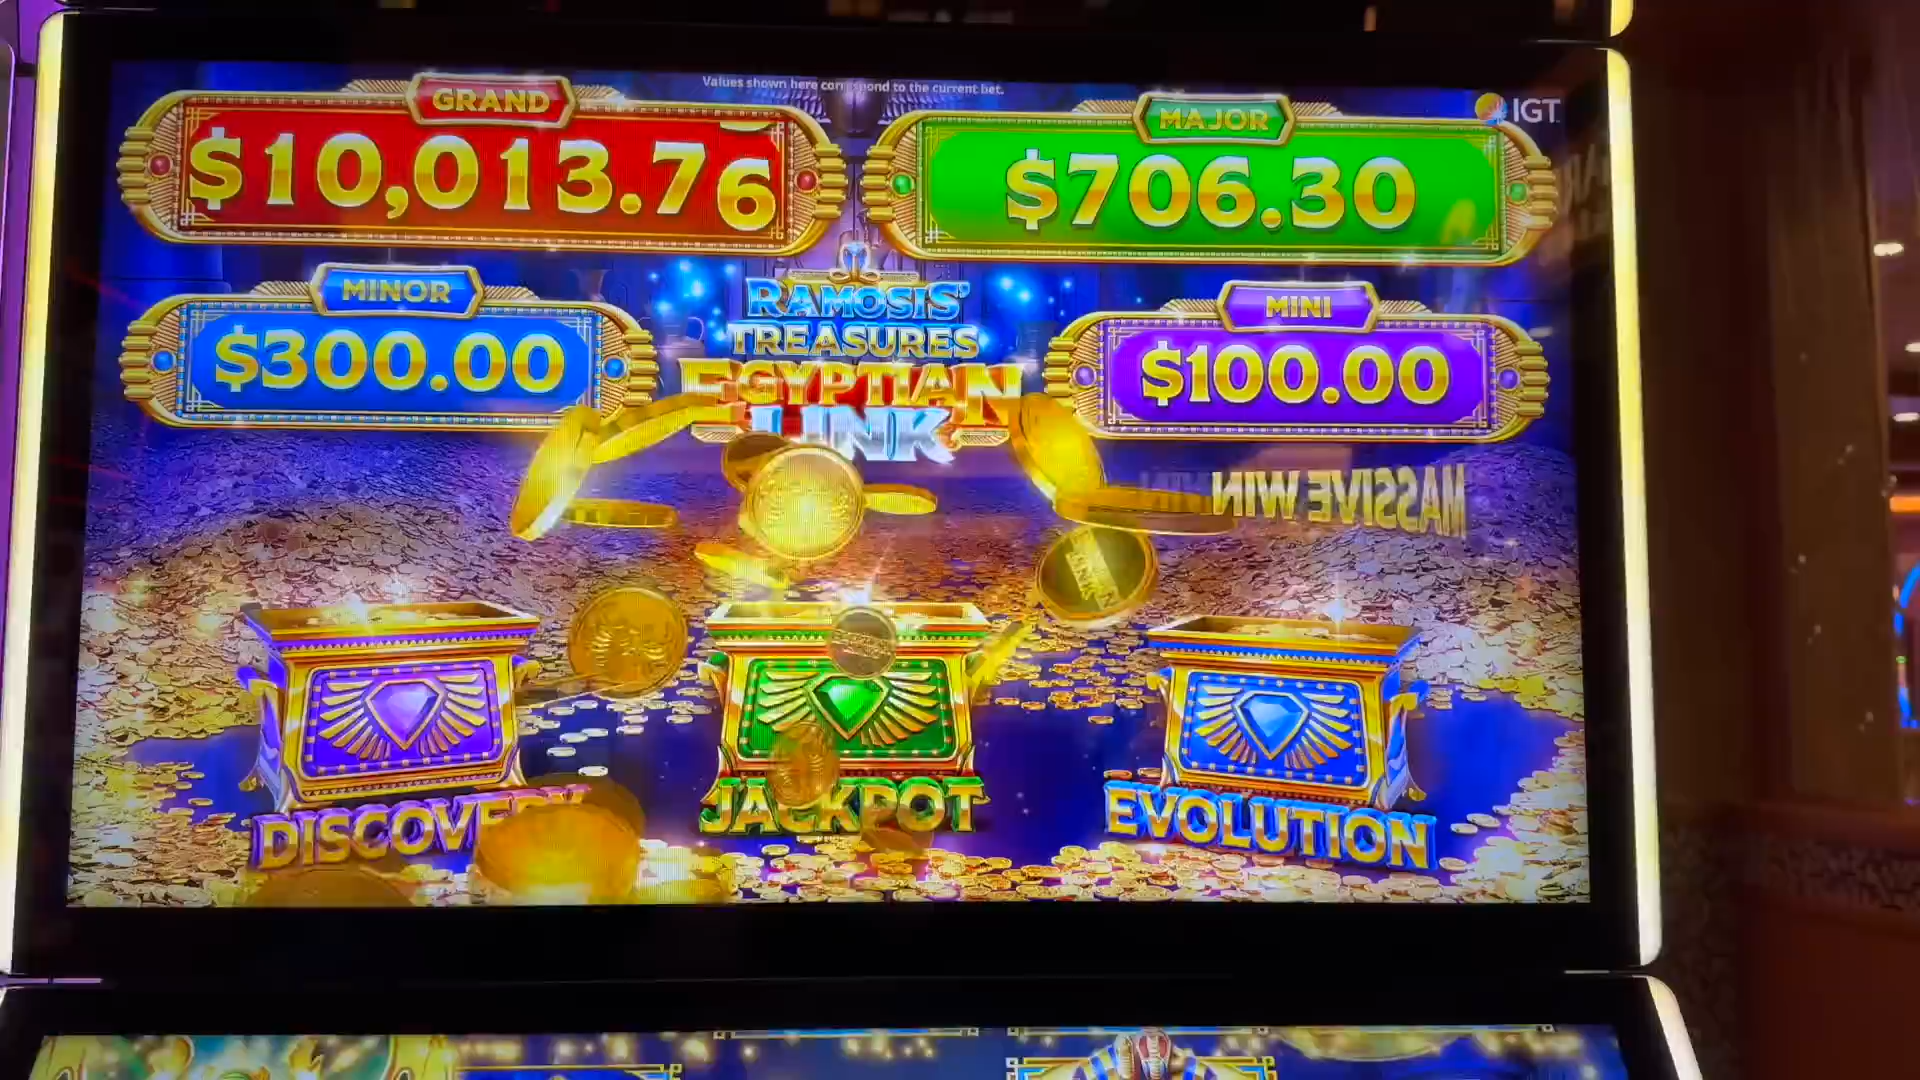 Values shown here correspond to the current bet.
GRAND
$10,013.76
MAJOR
$706.30
IGT
MINOR
$300.00
RAMOSIS'
TREASURES
EGYPTIAN
LINK
MINI
$100.00
MASSIVE WIN
DISCOVERY
JACKPOT
EVOLUTION